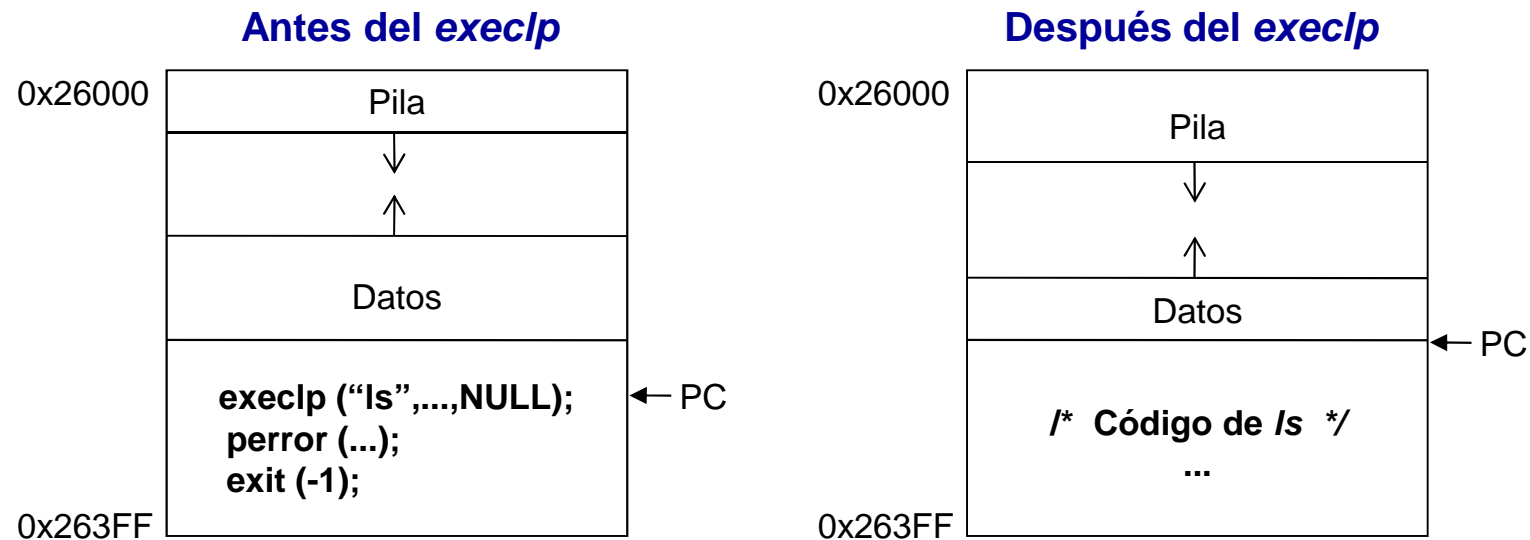 Antes del execlp
0x26000
Pila
Datos
execlp (“ls”,...,NULL);
perror (...);
exit (-1);
PC
0x263FF
Después del execlp
0x26000
Pila
Datos
PC
/* Código de ls */
...
0x263FF